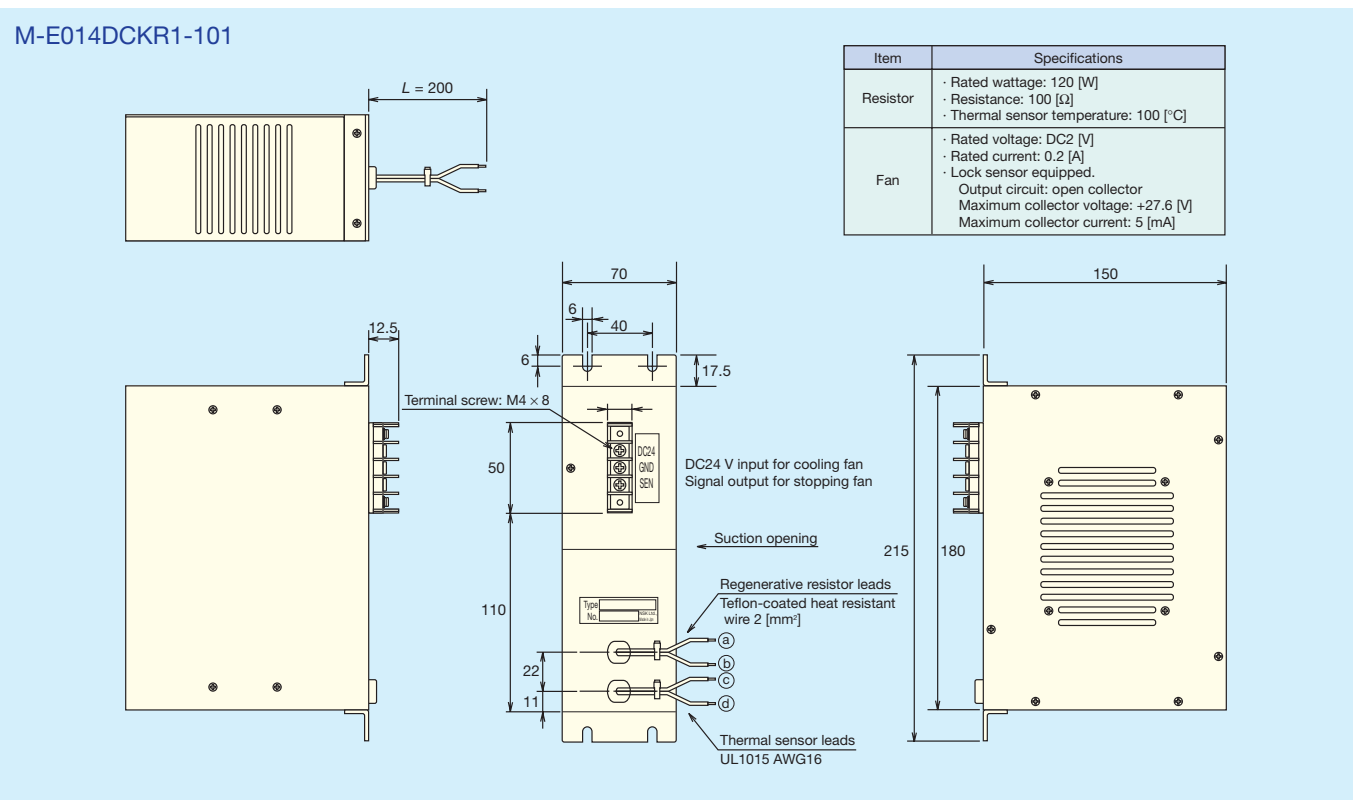 M-E014DCKR1-101
Item Specifications
Resistor
· Rated wattage: 120 [W]
· Resistance: 100 [Ω]
· Thermal sensor temperature: 100 [°C]
Fan
· Rated voltage: DC2 [V]
· Rated current: 0.2 [A]
· Lock sensor equipped.
Output circuit: open collector
Maximum collector voltage: +27.6 [V]
Maximum collector current: 5 [mA]
L = 200
70
150
6
40
12.5
6
17.5
Terminal screw: M4 × 8
50
DC24
GND
SEN
DC24 V input for cooling fan
Signal output for stopping fan
Suction opening
215
180
110
Type
No.
Regenerative resistor leads
Teflon-coated heat resistant
wire 2 [mm²]
a
b
c
d
22
11
Thermal sensor leads
UL1015 AWG16